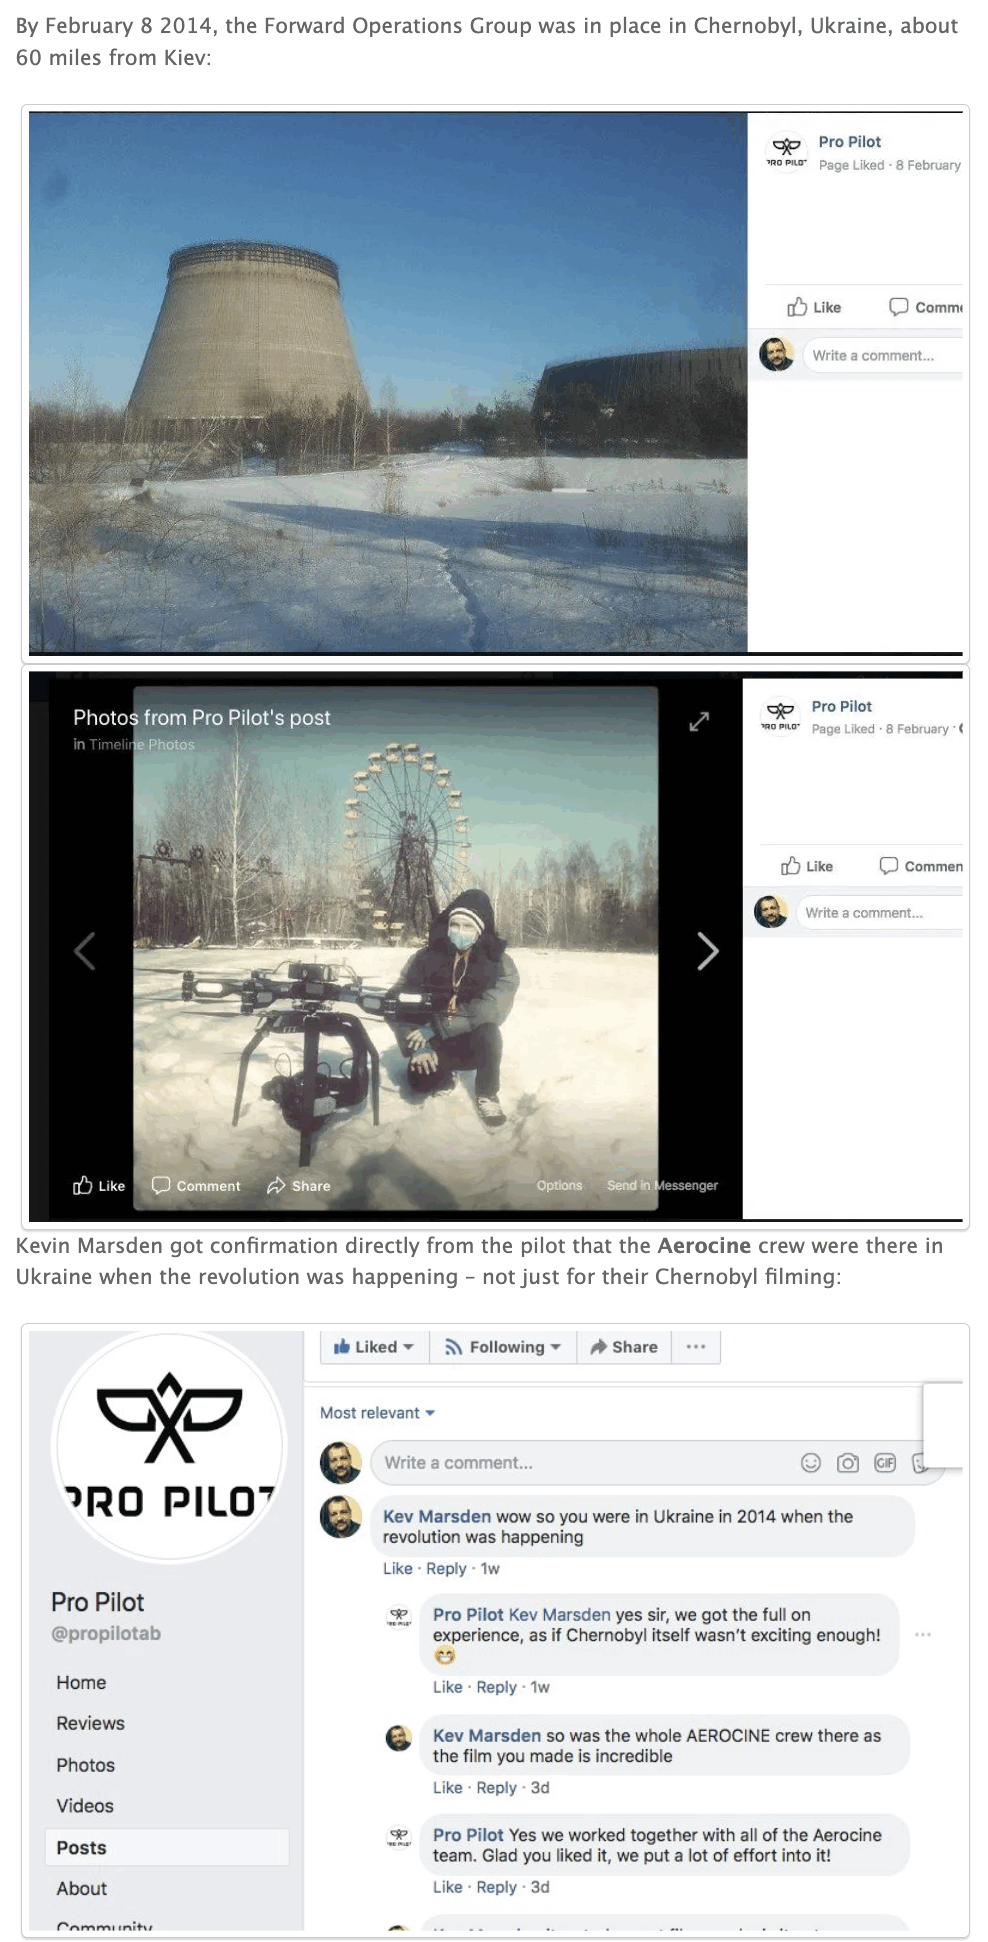 By February 8 2014, the Forward Operations Group was in place in Chernobyl, Ukraine, about
60 miles from Kiev:
PRO PILOT
Pro Pilot
Page Liked · 8 February
Like
Comme
Write a comment...
Photos from Pro Pilot's post
in Timeline Photos
PRO PILOT
Pro Pilot
Page Liked · 8 February ·
Like
Commen
Write a comment...
Like Comment Share
Options Send in Messenger
Kevin Marsden got confirmation directly from the pilot that the Aerocine crew were there in
Ukraine when the revolution was happening – not just for their Chernobyl filming:
PRO PILOT
Pro Pilot
@propilotab
Home
Reviews
Photos
Videos
Posts
About
Community
Liked Following Share ...
Most relevant
Write a comment...
GIF
Kev Marsden wow so you were in Ukraine in 2014 when the
revolution was happening
Like · Reply · 1w
Pro Pilot Kev Marsden yes sir, we got the full on
experience, as if Chernobyl itself wasn't exciting enough!
😁
Like · Reply · 1w
Kev Marsden so was the whole AEROCINE crew there as
the film you made is incredible
Like · Reply · 3d
Pro Pilot Yes we worked together with all of the Aerocine
team. Glad you liked it, we put a lot of effort into it!
Like · Reply · 3d